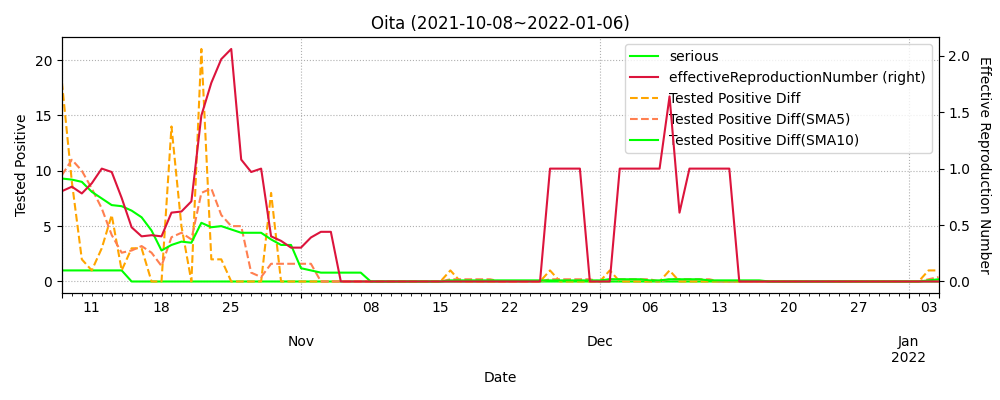 Oita (2021-10-08~2022-01-06)
Tested Positive
20
15
10
5
0
serious
effectiveReproductionNumber (right)
Tested Positive Diff
Tested Positive Diff(SMA5)
Tested Positive Diff(SMA10)
2.0
1.5
1.0
0.5
0.0
Effective Reproduction Number
11 18 25 08 15 22 29 06 13 20 27 03
Nov Dec Jan
2022
Date